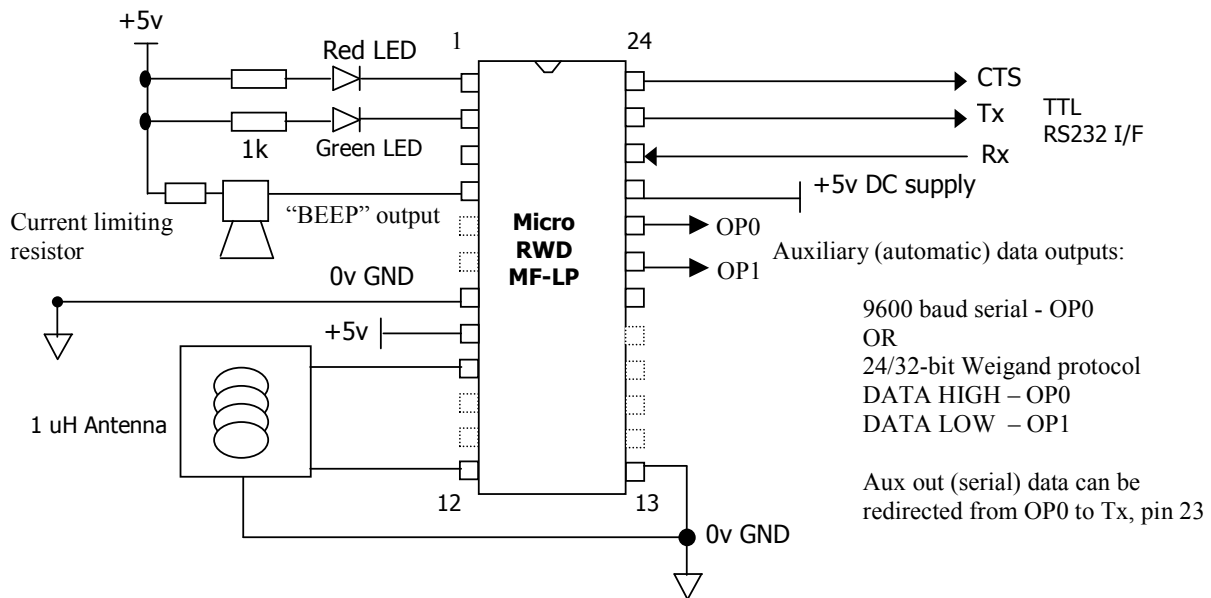 +5v
Red LED
1
24
CTS
Tx
TTL
RS232 I/F
1k
Green LED
Rx
+5v DC supply
Current limiting
resistor
“BEEP” output
Micro
RWD
MF-LP
OP0
Auxiliary (automatic) data outputs:
OP1
0v GND
9600 baud serial - OP0
OR
24/32-bit Weigand protocol
DATA HIGH – OP0
DATA LOW – OP1
+5v
1 uH Antenna
12
13
Aux out (serial) data can be
redirected from OP0 to Tx, pin 23
0v GND